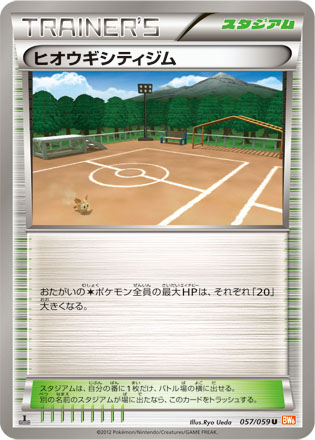 TRAINER'S
スタジアム
ヒオウギシティジム
おたがいの✸ポケモン全員の最大HPは、それぞれ「20」
大きくなる。
スタジアムは、自分の番に1枚だけ、バトル場の横に出せる。
別の名前のスタジアムが場に出たなら、このカードをトラッシュする。
Illus.Ryo Ueda
BW6
057/059 U
©2012 Pokémon/Nintendo/Creatures/GAME FREAK.